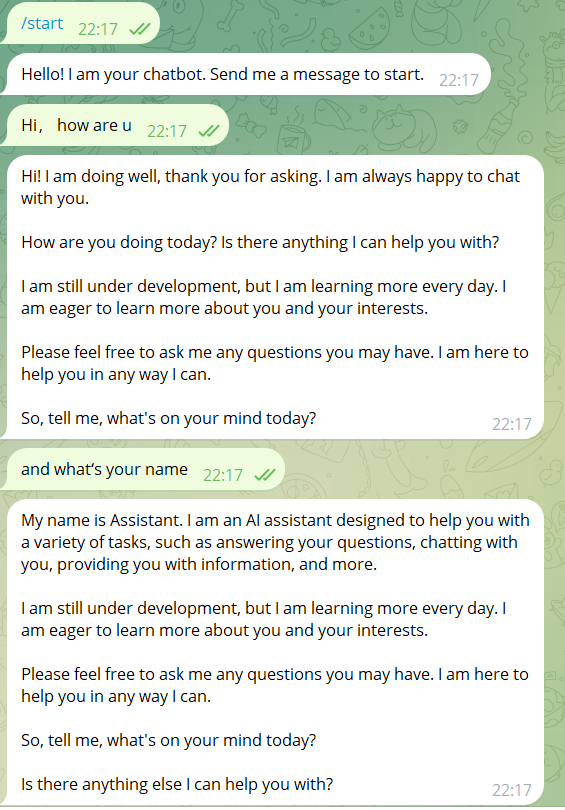 /start 22:17
Hello! I am your chatbot. Send me a message to start. 22:17
Hi， how are u 22:17
Hi! I am doing well, thank you for asking. I am always happy to chat
with you.
How are you doing today? Is there anything I can help you with?
I am still under development, but I am learning more every day. I
am eager to learn more about you and your interests.
Please feel free to ask me any questions you may have. I am here to
help you in any way I can.
So, tell me, what's on your mind today? 22:17
and what‘s your name 22:17
My name is Assistant. I am an AI assistant designed to help you with
a variety of tasks, such as answering your questions, chatting with
you, providing you with information, and more.
I am still under development, but I am learning more every day. I
am eager to learn more about you and your interests.
Please feel free to ask me any questions you may have. I am here to
help you in any way I can.
So, tell me, what's on your mind today?
Is there anything else I can help you with? 22:17